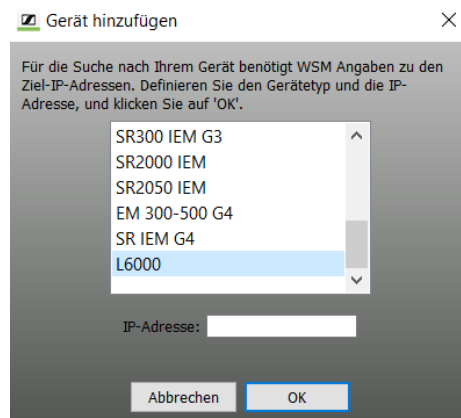 Gerät hinzufügen
Für die Suche nach Ihrem Gerät benötigt WSM Angaben zu den
Ziel-IP-Adressen. Definieren Sie den Gerätetyp und die IP-
Adresse, und klicken Sie auf 'OK'.
SR300 IEM G3
SR2000 IEM
SR2050 IEM
EM 300-500 G4
SR IEM G4
L6000
IP-Adresse:
Abbrechen
OK